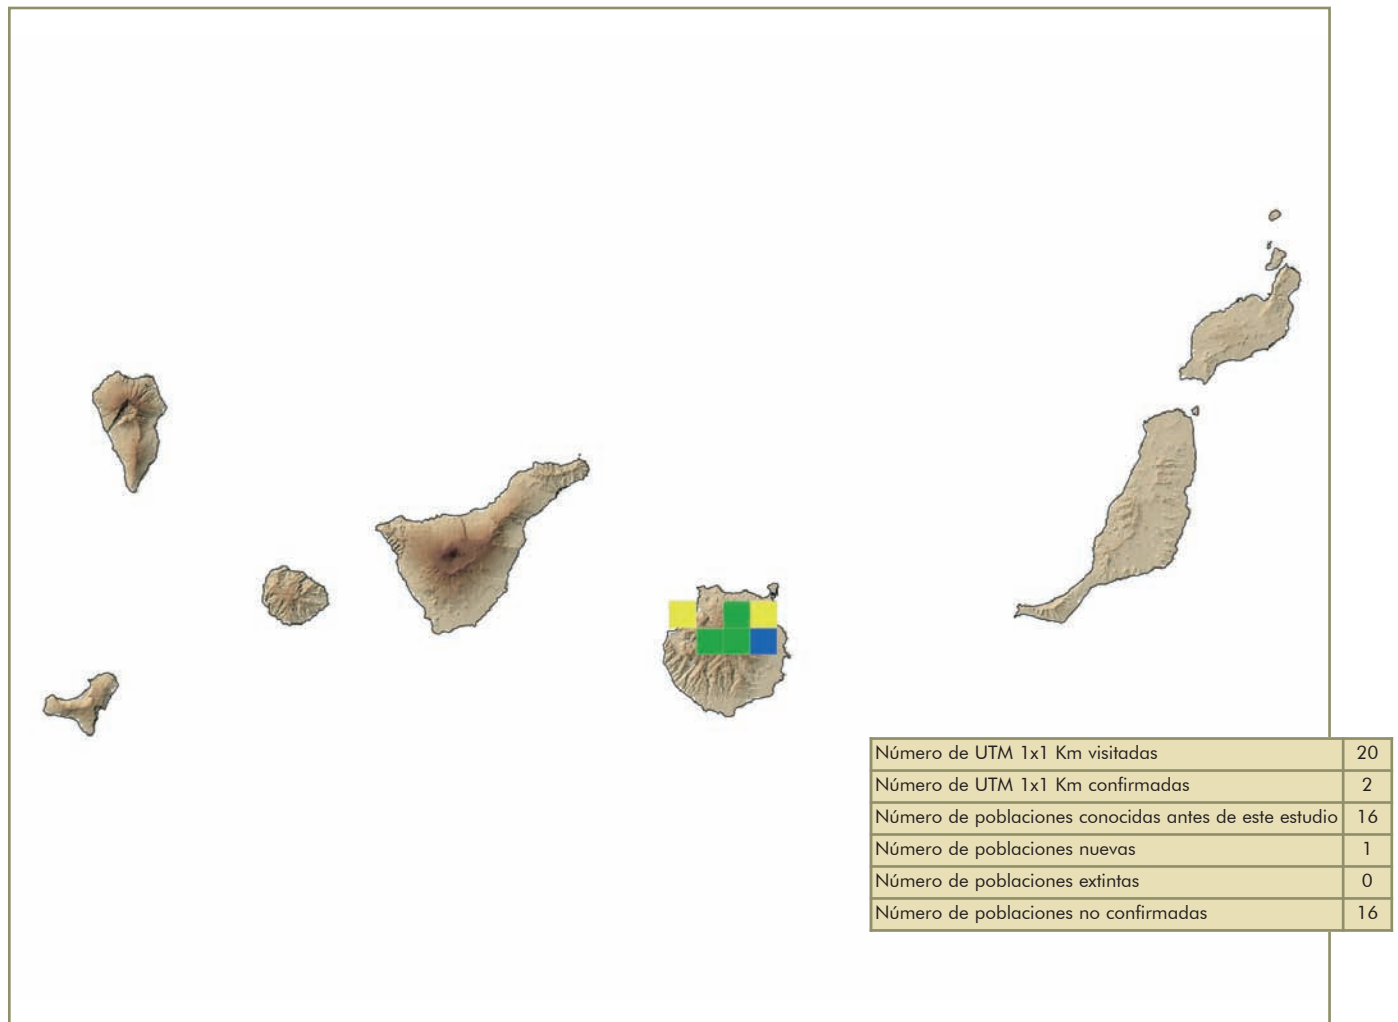 Número de UTM 1x1 Km visitadas 20
Número de UTM 1x1 Km confirmadas 2
Número de poblaciones conocidas antes de este estudio 16
Número de poblaciones nuevas 1
Número de poblaciones extintas 0
Número de poblaciones no confirmadas 16